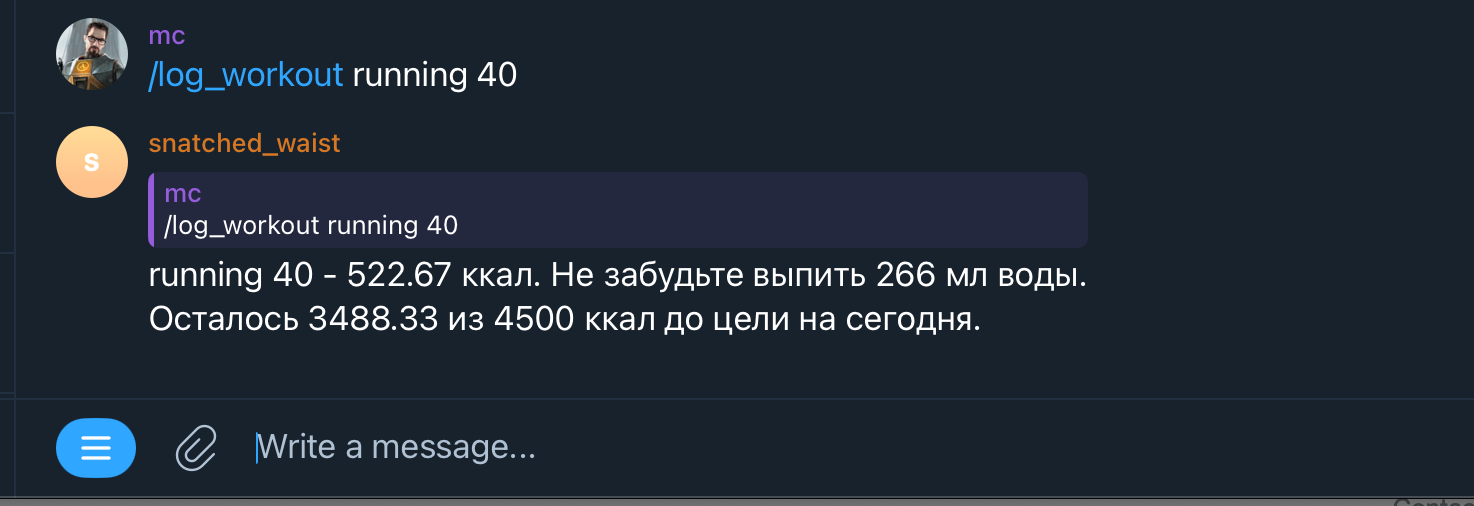 mc
/log_workout running 40
snatched_waist
S
mc
/log_workout running 40
running 40 - 522.67 ккал. Не забудьте выпить 266 мл воды.
Осталось 3488.33 из 4500 ккал до цели на сегодня.
Write a message...